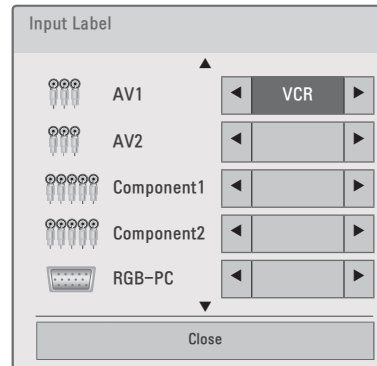 Input Label
AV1
VCR
AV2
Component1
Component2
RGB-PC
Close